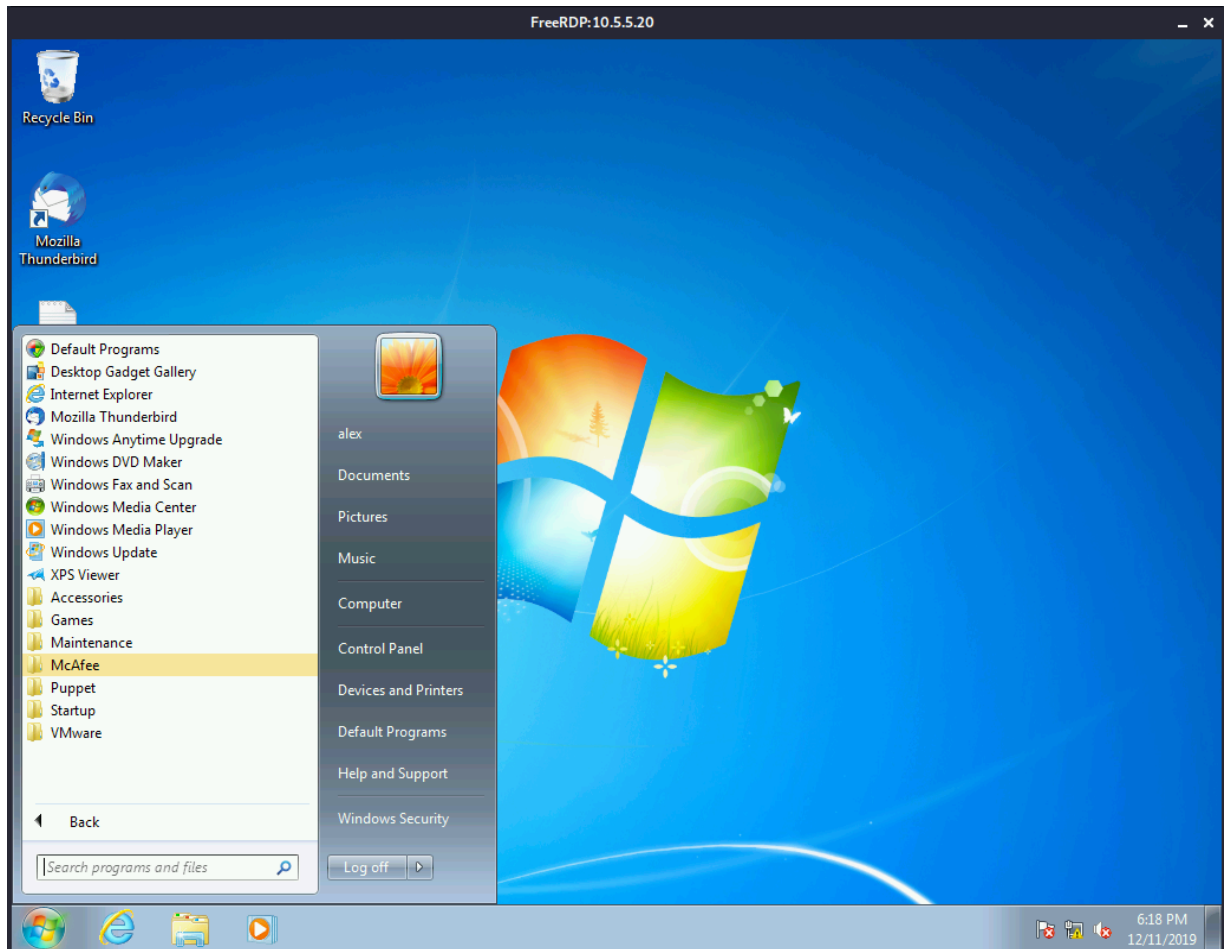 FreeRDP:10.5.5.20
Recycle Bin
Mozilla
Thunderbird
Default Programs
Desktop Gadget Gallery
Internet Explorer
Mozilla Thunderbird
Windows Anytime Upgrade
Windows DVD Maker
Windows Fax and Scan
Windows Media Center
Windows Media Player
Windows Update
XPS Viewer
Accessories
Games
Maintenance
McAfee
Puppet
Startup
VMware
Back
Search programs and files
alex
Documents
Pictures
Music
Computer
Control Panel
Devices and Printers
Default Programs
Help and Support
Windows Security
Log off
6:18 PM
12/11/2019